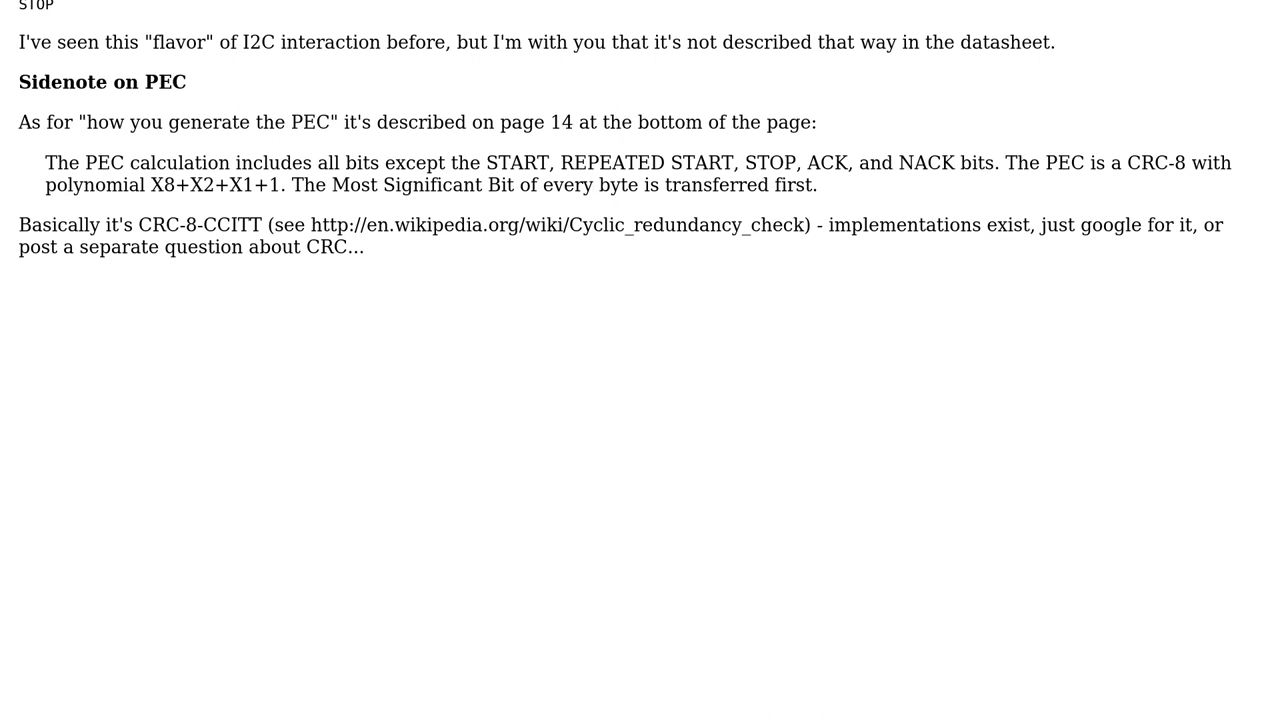 STOP
I've seen this "flavor" of I2C interaction before, but I'm with you that it's not described that way in the datasheet.
Sidenote on PEC
As for "how you generate the PEC" it's described on page 14 at the bottom of the page:
The PEC calculation includes all bits except the START, REPEATED START, STOP, ACK, and NACK bits. The PEC is a CRC-8 with
polynomial X8+X2+X1+1. The Most Significant Bit of every byte is transferred first.
Basically it's CRC-8-CCITT (see http://en.wikipedia.org/wiki/Cyclic_redundancy_check) - implementations exist, just google for it, or
post a separate question about CRC...